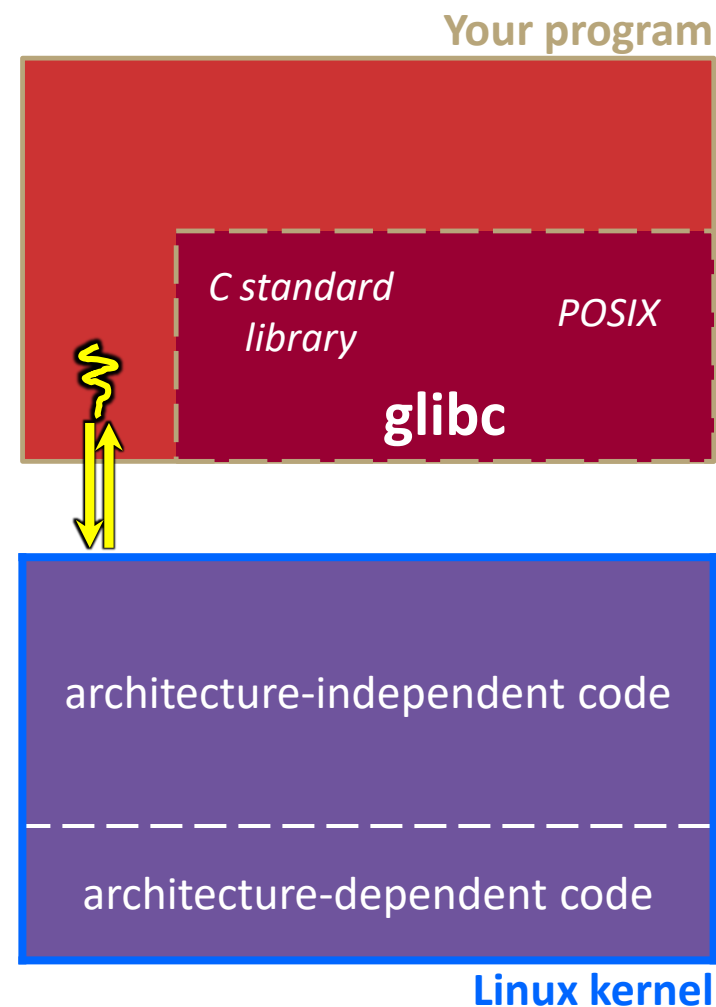 Your program
C standard
library
POSIX
glibc
architecture-independent code
architecture-dependent code
Linux kernel